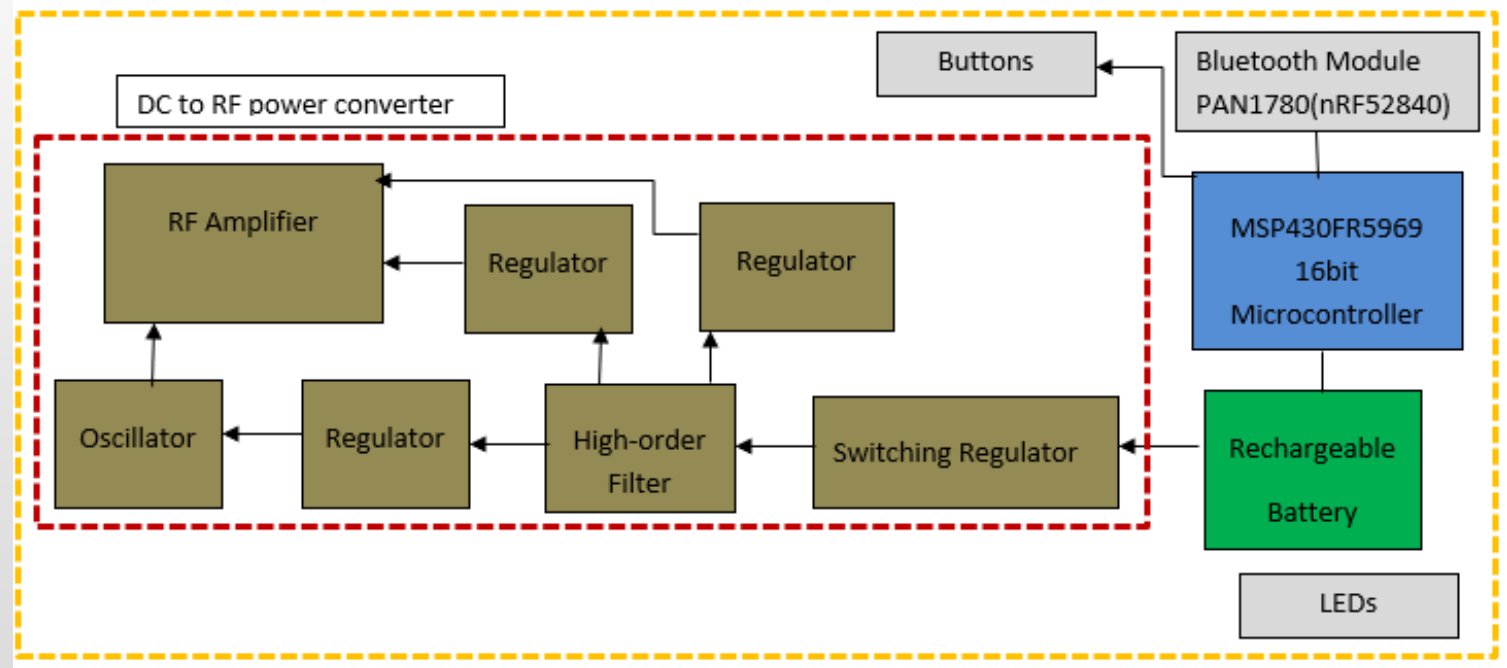 Buttons
Bluetooth Module
PAN1780(nRF52840)
DC to RF power converter
RF Amplifier
Regulator
Regulator
MSP430FR5969
16bit
Microcontroller
Oscillator
Regulator
High-order
Filter
Switching Regulator
Rechargeable
Battery
LEDs